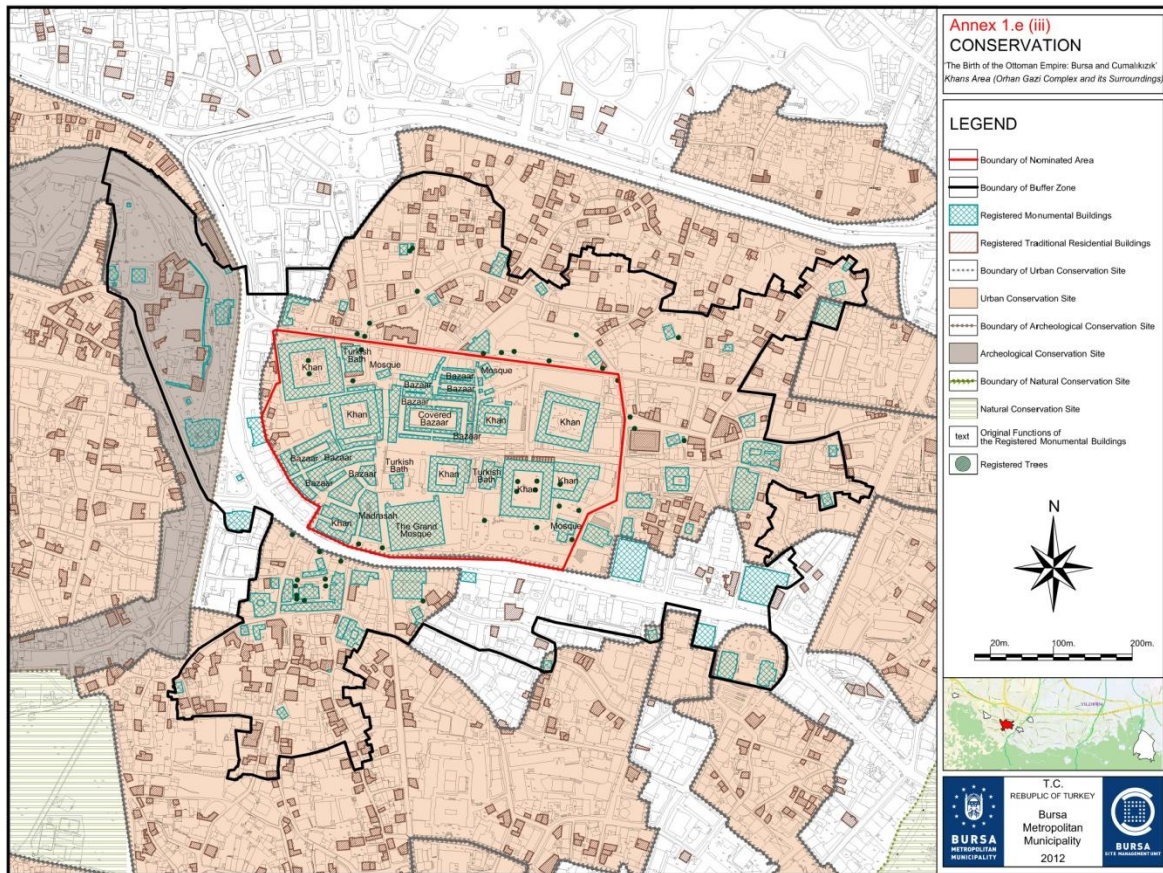 Annex 1.e (iii)
CONSERVATION
'The Birth of the Ottoman Empire: Bursa and Cumalıkızık'
Khans Area (Orhan Gazi Complex and its Surroundings)
LEGEND
Boundary of Nominated Area
Boundary of Buffer Zone
Registered Monumental Buildings
Registered Traditional Residential Buildings
Boundary of Urban Conservation Site
Urban Conservation Site
Boundary of Archeological Conservation Site
Archeological Conservation Site
Boundary of Natural Conservation Site
Natural Conservation Site
text
Original Functions of
the Registered Monumental Buildings
Registered Trees
N
20m. 100m. 200m.
T.C.
REBUPLIC OF TURKEY
Bursa
Metropolitan
Municipality
2012
BURSA
METROPOLITAN
MUNICIPALITY
BURSA
SITE MANAGEMENT UNIT
Khan
Turkish
Bath
Mosque
Bazaar
Mosque
Bazaar
Bazaar
Bazaar
Khan
Covered
Bazaar
Khan
Khan
Bazaar
Bazaar
Bazaar
Bazaar
Turkish
Bath
Khan
Turkish
Bath
Khan
Khan
Khan
Madrasah
The Grand
Mosque
Mosque